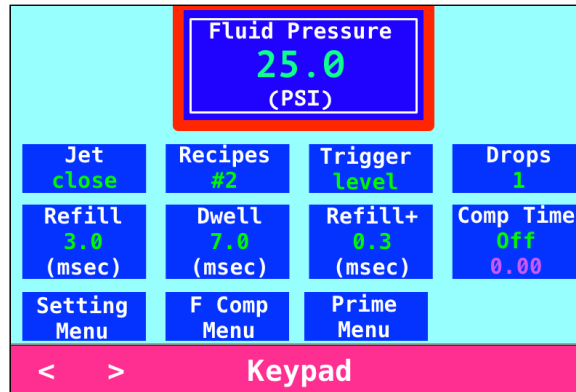 Fluid Pressure
25.0
(PSI)
Jet
close
Recipes
#2
Trigger
level
Drops
1
Refill
3.0
(msec)
Dwell
7.0
(msec)
Refill+
0.3
(msec)
Comp Time
Off
0.00
Setting
Menu
F Comp
Menu
Prime
Menu
< > Keypad